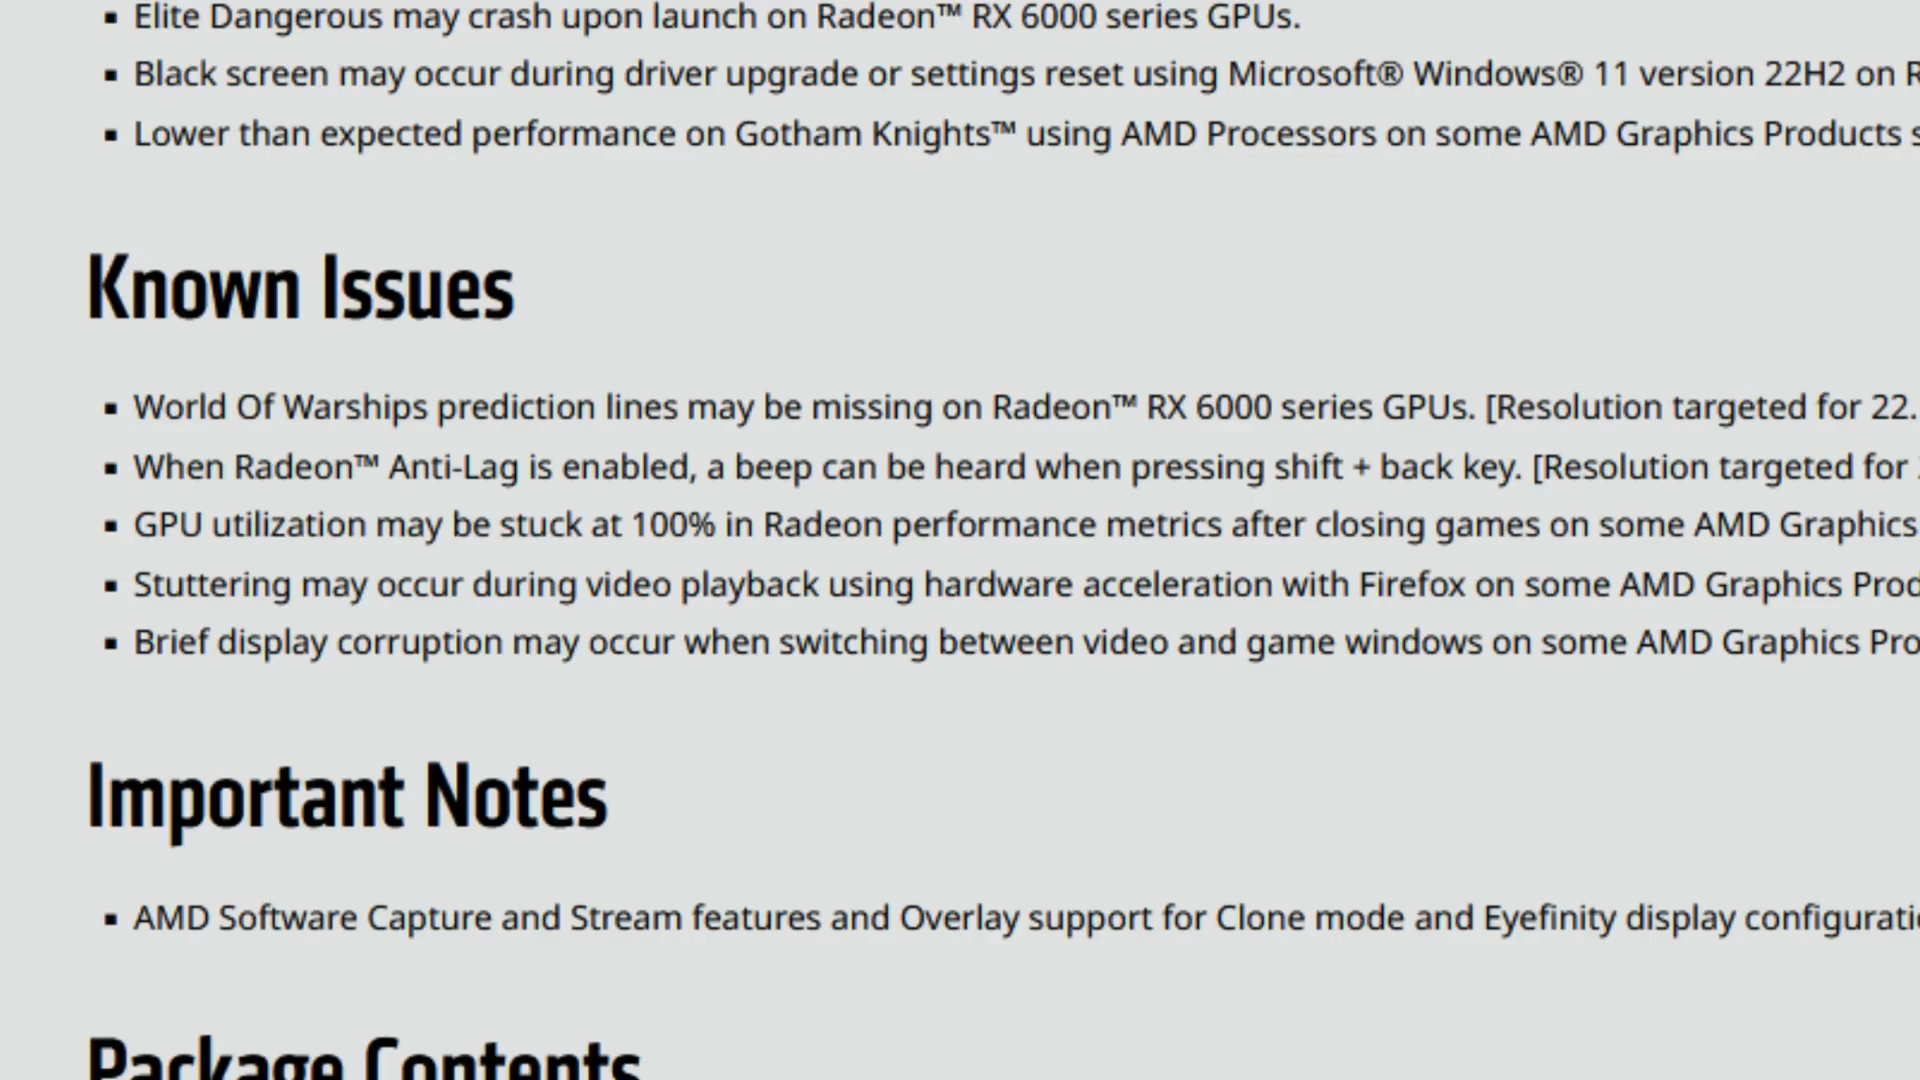 ▪ Elite Dangerous may crash upon launch on Radeon™ RX 6000 series GPUs.
▪ Black screen may occur during driver upgrade or settings reset using Microsoft® Windows® 11 version 22H2 on
▪ Lower than expected performance on Gotham Knights™ using AMD Processors on some AMD Graphics Products
Known Issues
▪ World Of Warships prediction lines may be missing on Radeon™ RX 6000 series GPUs. [Resolution targeted for 22.
▪ When Radeon™ Anti-Lag is enabled, a beep can be heard when pressing shift + back key. [Resolution targeted for
▪ GPU utilization may be stuck at 100% in Radeon performance metrics after closing games on some AMD Graphics
▪ Stuttering may occur during video playback using hardware acceleration with Firefox on some AMD Graphics Prod
▪ Brief display corruption may occur when switching between video and game windows on some AMD Graphics Pro
Important Notes
▪ AMD Software Capture and Stream features and Overlay support for Clone mode and Eyefinity display configurati
Package Contents